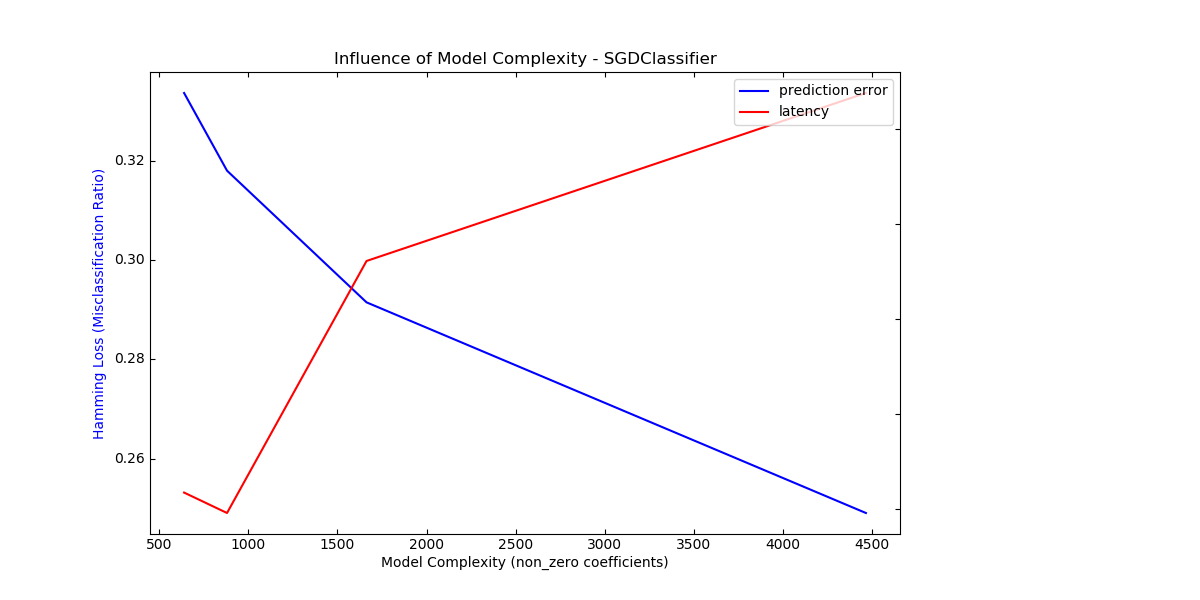 Influence of Model Complexity - SGDClassifier
prediction error
latency
Hamming Loss (Misclassification Ratio)
0.32
0.30
0.28
0.26
500 1000 1500 2000 2500 3000 3500 4000 4500
Model Complexity (non_zero coefficients)